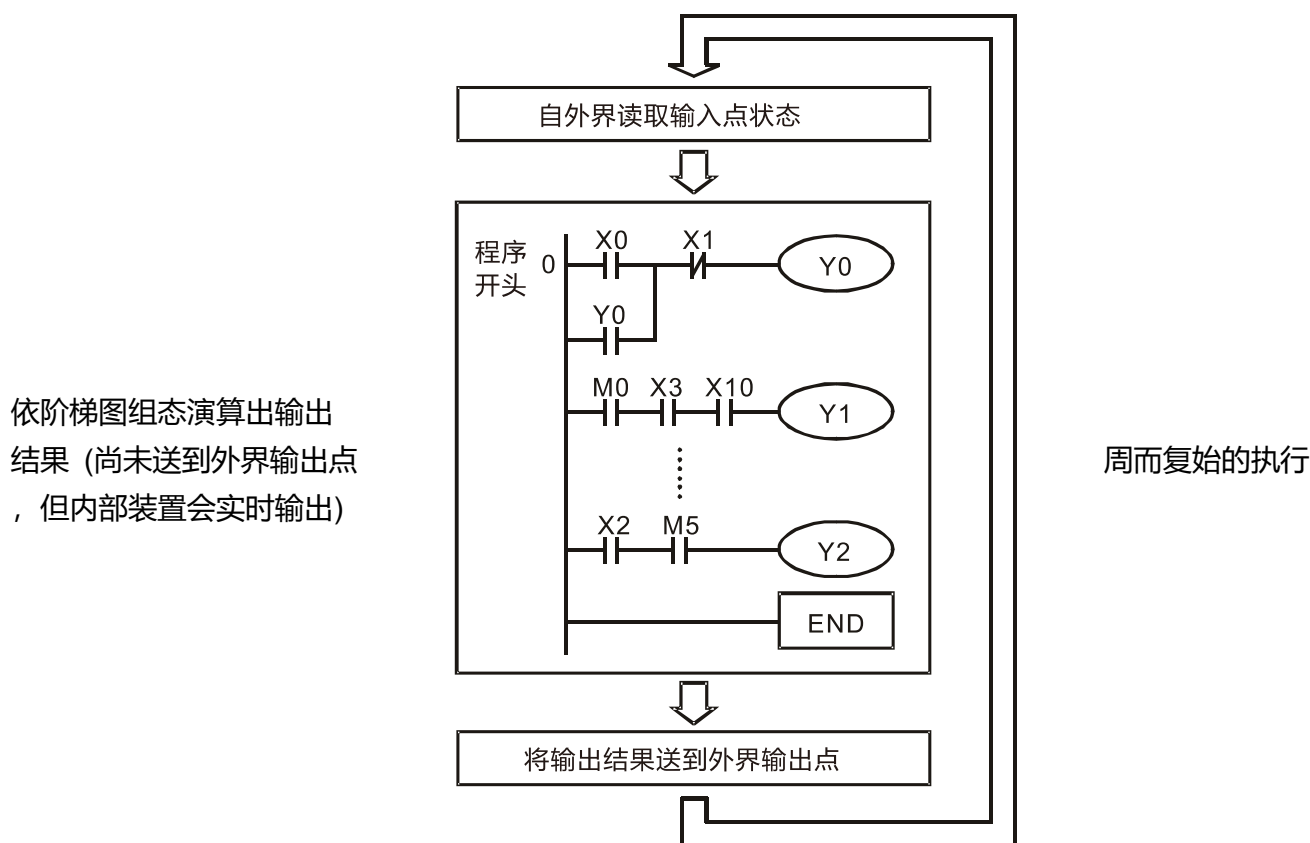 自外界读取输入点状态
程序
开头
0
X0
X1
Y0
Y0
M0
X3
X10
Y1
X2
M5
Y2
END
依阶梯图组态演算出输出
结果 (尚未送到外界输出点
，但内部装置会实时输出)
周而复始的执行
将输出结果送到外界输出点